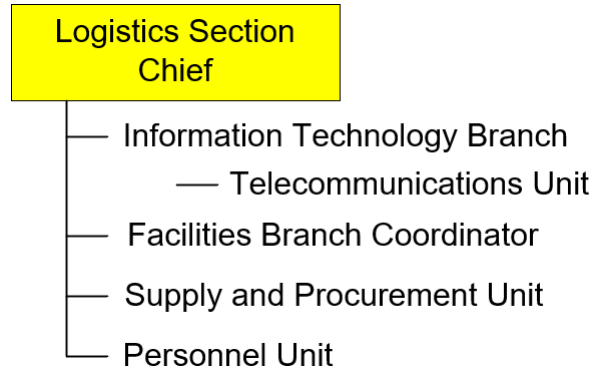 Logistics Section
Chief
Information Technology Branch
Telecommunications Unit
Facilities Branch Coordinator
Supply and Procurement Unit
Personnel Unit